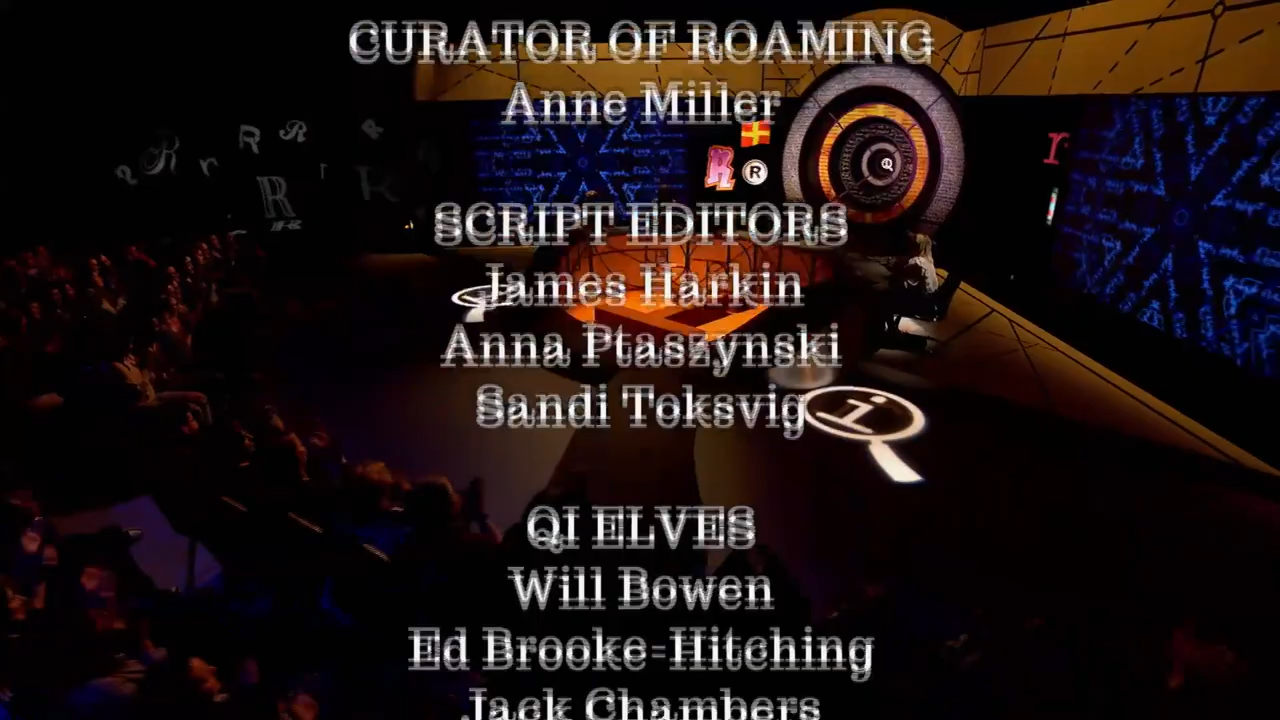 CURATOR OF ROAMING
Anne Miller
SCRIPT EDITORS
James Harkin
Anna Ptaszynski
Sandi Toksvig
QI ELVES
Will Bowen
Ed Brooke-Hitching
Jack Chambers
R
R
R
r
R
R
R
®
r
i